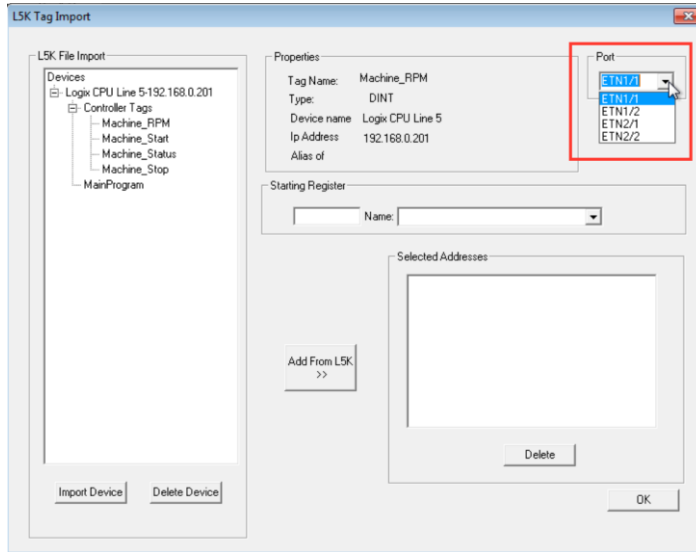 L5K Tag Import
L5K File Import
Devices
Logix CPU Line 5-192.168.0.201
Controller Tags
Machine_RPM
Machine_Start
Machine_Status
Machine_Stop
MainProgram
Import Device
Delete Device
Properties
Tag Name: Machine_RPM
Type: DINT
Device name Logix CPU Line 5
Ip Address 192.168.0.201
Alias of
Port
ETN1/1
ETN1/1
ETN1/2
ETN2/1
ETN2/2
Starting Register
Name:
Add From L5K
>>
Selected Addresses
Delete
OK